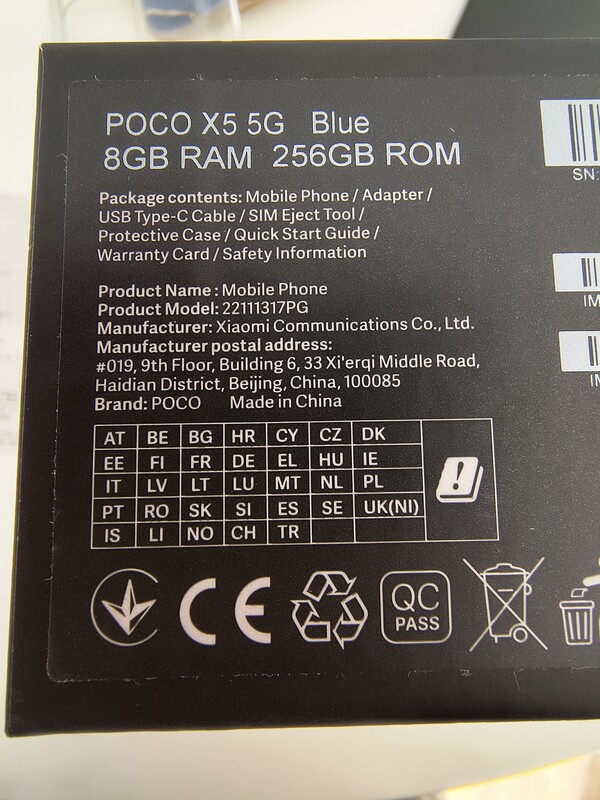 POCO X5 5G Blue
8GB RAM 256GB ROM
SN:
Package contents: Mobile Phone / Adapter /
USB Type-C Cable / SIM Eject Tool /
Protective Case / Quick Start Guide /
Warranty Card / Safety Information
Product Name : Mobile Phone
Product Model: 22111317PG
IM
Manufacturer: Xiaomi Communications Co., Ltd.
Manufacturer postal address:
#019, 9th Floor, Building 6, 33 Xi'erqi Middle Road,
Haidian District, Beijing, China, 100085
IM
Brand: POCO Made in China
AT BE BG HR CY CZ DK
EE FI FR DE EL HU IE
IT LV LT LU MT NL PL
PT RO SK SI ES SE UK(NI)
IS LI NO CH TR
CE
QC
PASS